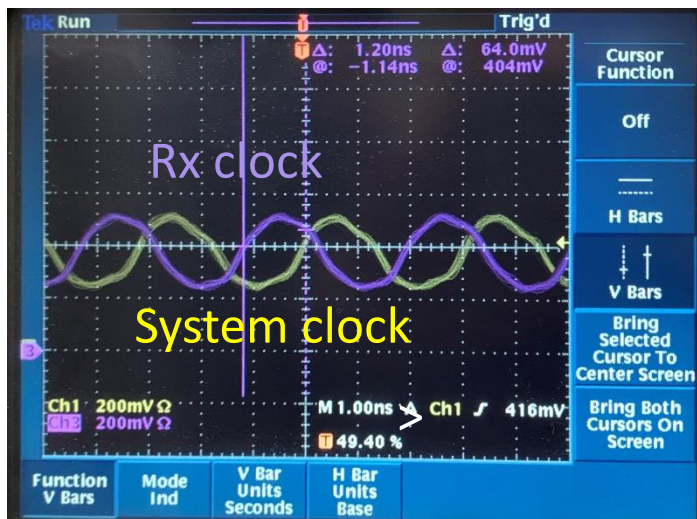 Tek Run
T
Trig'd
T
Δ: 1.20ns Δ: 64.0mV
@: −1.14ns @: 404mV
Cursor
Function
Off
H Bars
V Bars
Bring
Selected
Cursor To
Center Screen
Bring Both
Cursors On
Screen
Rx clock
System clock
3
Ch1 200mV Ω
Ch3 200mV Ω
M 1.00ns A Ch1 416mV
T 49.40 %
Function
V Bars
Mode
Ind
V Bar
Units
Seconds
H Bar
Units
Base